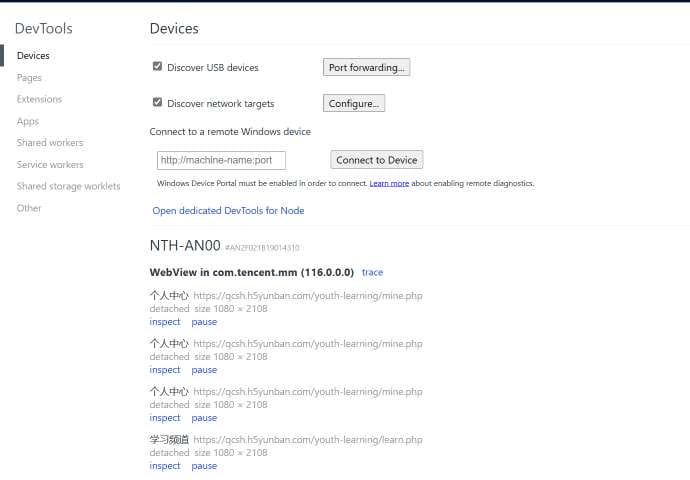 DevTools
Devices
Pages
Extensions
Apps
Shared workers
Service workers
Shared storage worklets
Other
Devices
Discover USB devices
Port forwarding...
Discover network targets
Configure...
Connect to a remote Windows device
http://machine-name:port
Connect to Device
Windows Device Portal must be enabled in order to connect. Learn more about enabling remote diagnostics.
Open dedicated DevTools for Node
NTH-AN00 #AN2F021B19014310
WebView in com.tencent.mm (116.0.0.0) trace
个人中心 https://qcsh.h5yunban.com/youth-learning/mine.php
detached size 1080 × 2108
inspect pause
个人中心 https://qcsh.h5yunban.com/youth-learning/mine.php
detached size 1080 × 2108
inspect pause
个人中心 https://qcsh.h5yunban.com/youth-learning/mine.php
detached size 1080 × 2108
inspect pause
学习频道 https://qcsh.h5yunban.com/youth-learning/learn.php
detached size 1080 × 2108
inspect pause